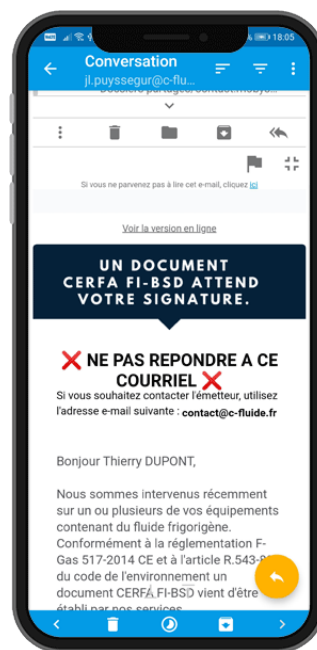 18:05
Conversation
jl.puyssegur@c-flu...
Si vous ne parvenez pas à lire cet e-mail, cliquez ici
Voir la version en ligne
UN DOCUMENT
CERFA FI-BSD ATTEND
VOTRE SIGNATURE.
❌ NE PAS REPONDRE A CE
COURRIEL ❌
Si vous souhaitez contacter l'émetteur, utilisez
l'adresse e-mail suivante : contact@c-fluide.fr
Bonjour Thierry DUPONT,
Nous sommes intervenus récemment
sur un ou plusieurs de vos équipements
contenant du fluide frigorigène.
Conformément à la réglementation F-
Gas 517-2014 CE et à l'article R.543-
du code de l'environnement un
document CERFA FI-BSD vient d'être
établi par nos services